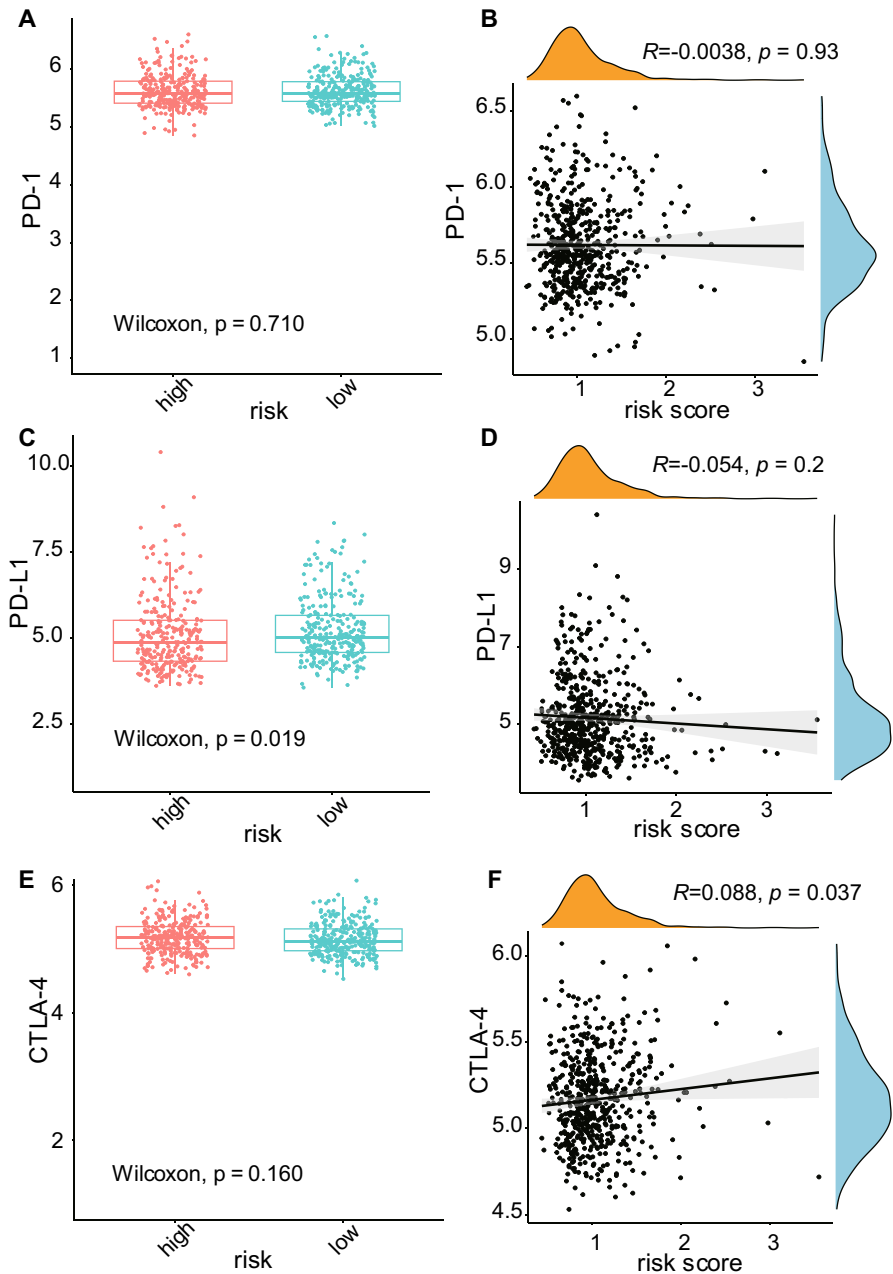 A
PD-1
6
5
4
3
2
1
Wilcoxon, p = 0.710
high
low
risk
B
R=-0.0038, p = 0.93
PD-1
6.5
6.0
5.5
5.0
1
2
3
risk score
C
PD-L1
10.0
7.5
5.0
2.5
Wilcoxon, p = 0.019
high
low
risk
D
R=-0.054, p = 0.2
PD-L1
9
7
5
1
2
3
risk score
E
CTLA-4
6
4
2
Wilcoxon, p = 0.160
high
low
risk
F
R=0.088, p = 0.037
CTLA-4
6.0
5.5
5.0
4.5
1
2
3
risk score